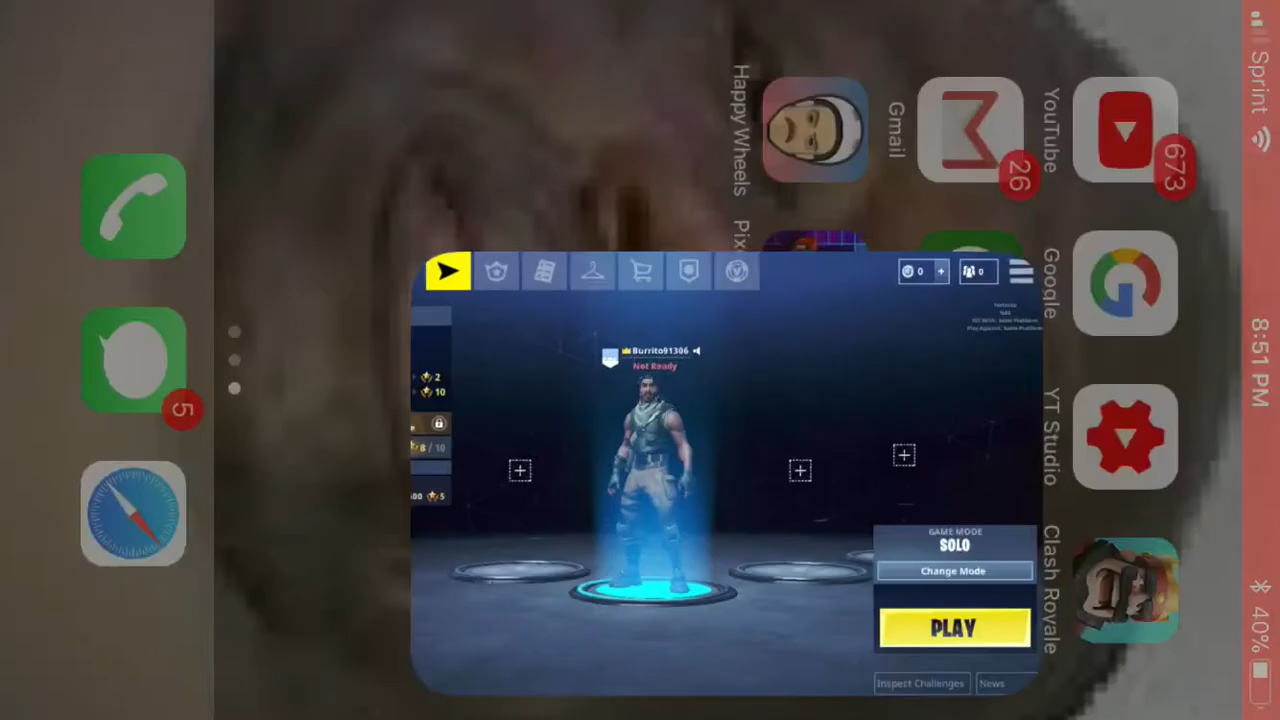 Sprint
8:51 PM
40%
YouTube
673
Google
YT Studio
Clash Royale
Gmail
26
Happy Wheels
Pix
5
0
+
0
Burrito91306
Not Ready
2
10
8 / 10
5
GAME MODE
SOLO
Change Mode
PLAY
Inspect Challenges
News